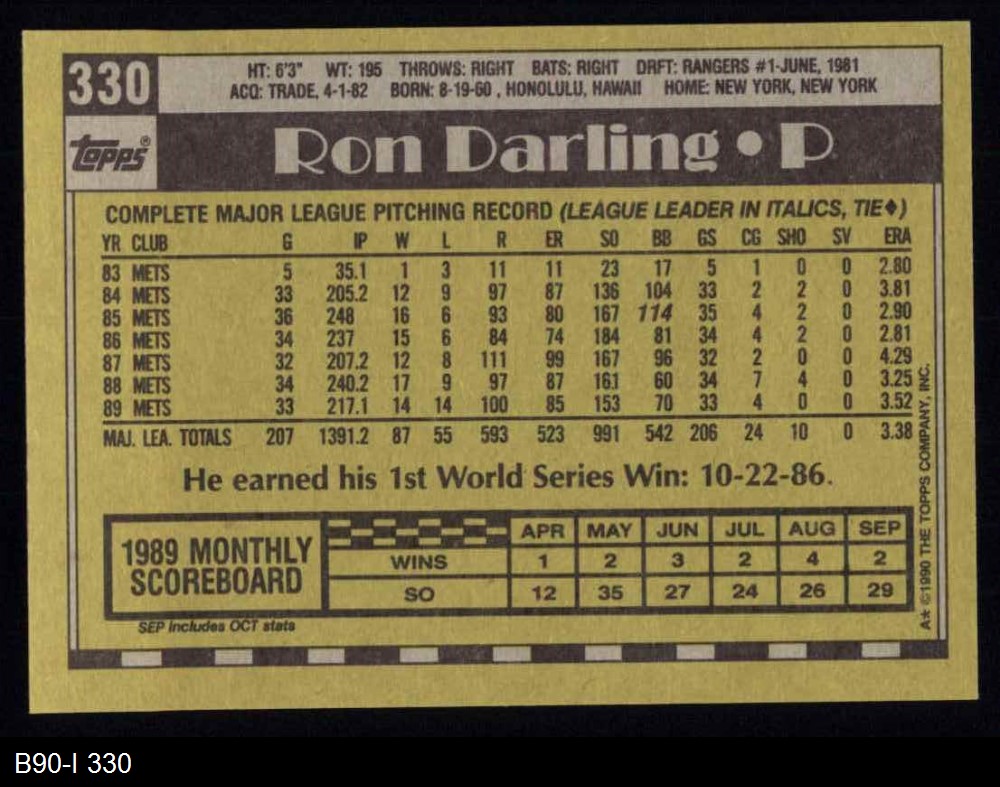 330
HT: 6'3" WT: 195 THROWS: RIGHT BATS: RIGHT DRFT: RANGERS #1-JUNE, 1981
ACQ: TRADE, 4-1-82 BORN: 8-19-60 , HONOLULU, HAWAII HOME: NEW YORK, NEW YORK
topps®
Ron Darling • P
COMPLETE MAJOR LEAGUE PITCHING RECORD (LEAGUE LEADER IN ITALICS, TIE♦)
YR CLUB G IP W L R ER SO BB GS CG SHO SV ERA
83 METS 5 35.1 1 3 11 11 23 17 5 1 0 0 2.80
84 METS 33 205.2 12 9 97 87 136 104 33 2 2 0 3.81
85 METS 36 248 16 6 93 80 167 114 35 4 2 0 2.90
86 METS 34 237 15 6 84 74 184 81 34 4 2 0 2.81
87 METS 32 207.2 12 8 111 99 167 96 32 2 0 0 4.29
88 METS 34 240.2 17 9 97 87 161 60 34 7 4 0 3.25
89 METS 33 217.1 14 14 100 85 153 70 33 4 0 0 3.52
MAJ. LEA. TOTALS 207 1391.2 87 55 593 523 991 542 206 24 10 0 3.38
He earned his 1st World Series Win: 10-22-86.
1989 MONTHLY
SCOREBOARD
APR MAY JUN JUL AUG SEP
WINS 1 2 3 2 4 2
SO 12 35 27 24 26 29
SEP Includes OCT stats
A★ ©1990 THE TOPPS COMPANY, INC.
B90-I 330